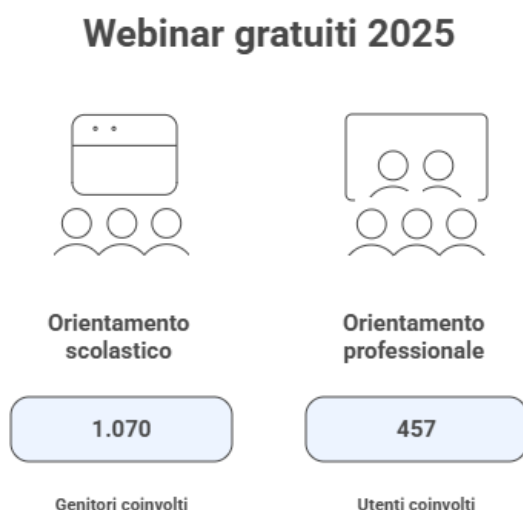 Webinar gratuiti 2025
Orientamento
scolastico
1.070
Genitori coinvolti
Orientamento
professionale
457
Utenti coinvolti